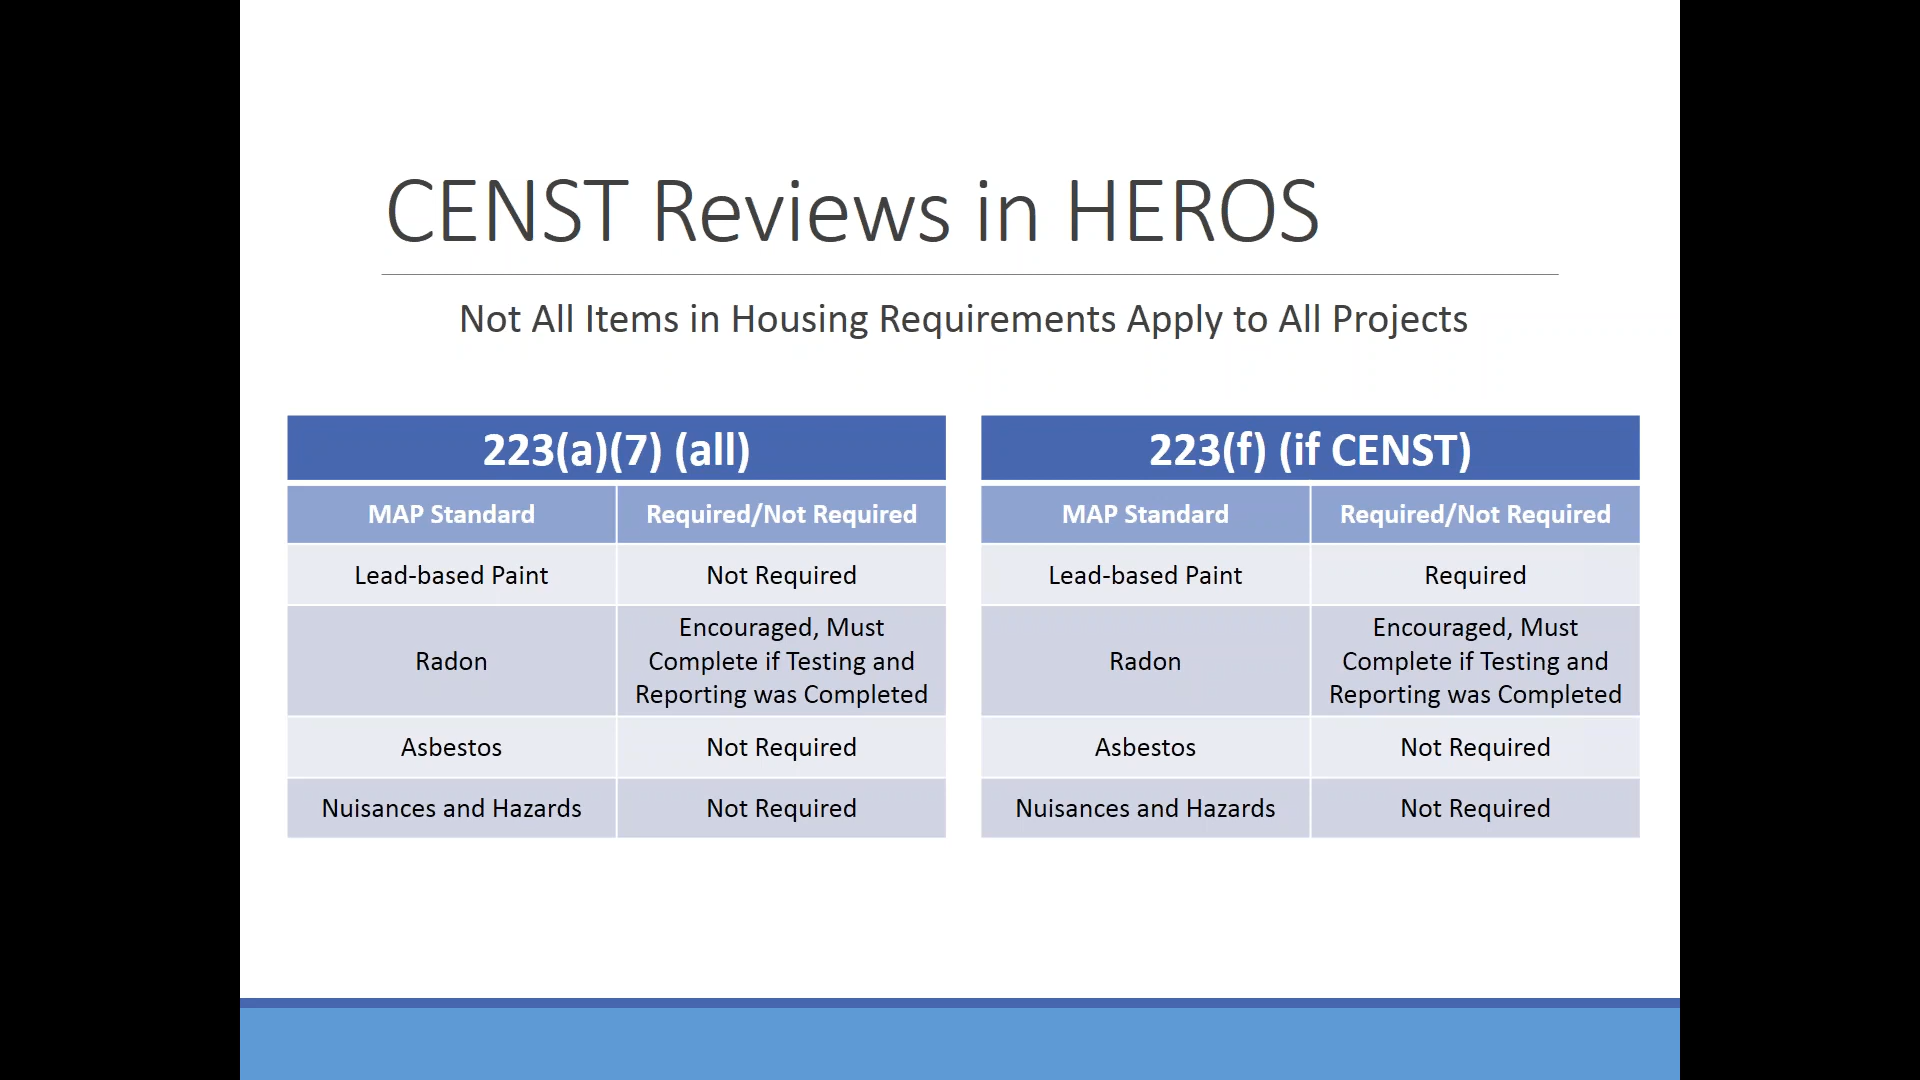 CENST Reviews in HEROS
Not All Items in Housing Requirements Apply to All Projects
223(a)(7) (all)
MAP Standard
Required/Not Required
Lead-based Paint
Not Required
Radon
Encouraged, Must
Complete if Testing and
Reporting was Completed
Asbestos
Not Required
Nuisances and Hazards
Not Required
223(f) (if CENST)
MAP Standard
Required/Not Required
Lead-based Paint
Required
Radon
Encouraged, Must
Complete if Testing and
Reporting was Completed
Asbestos
Not Required
Nuisances and Hazards
Not Required